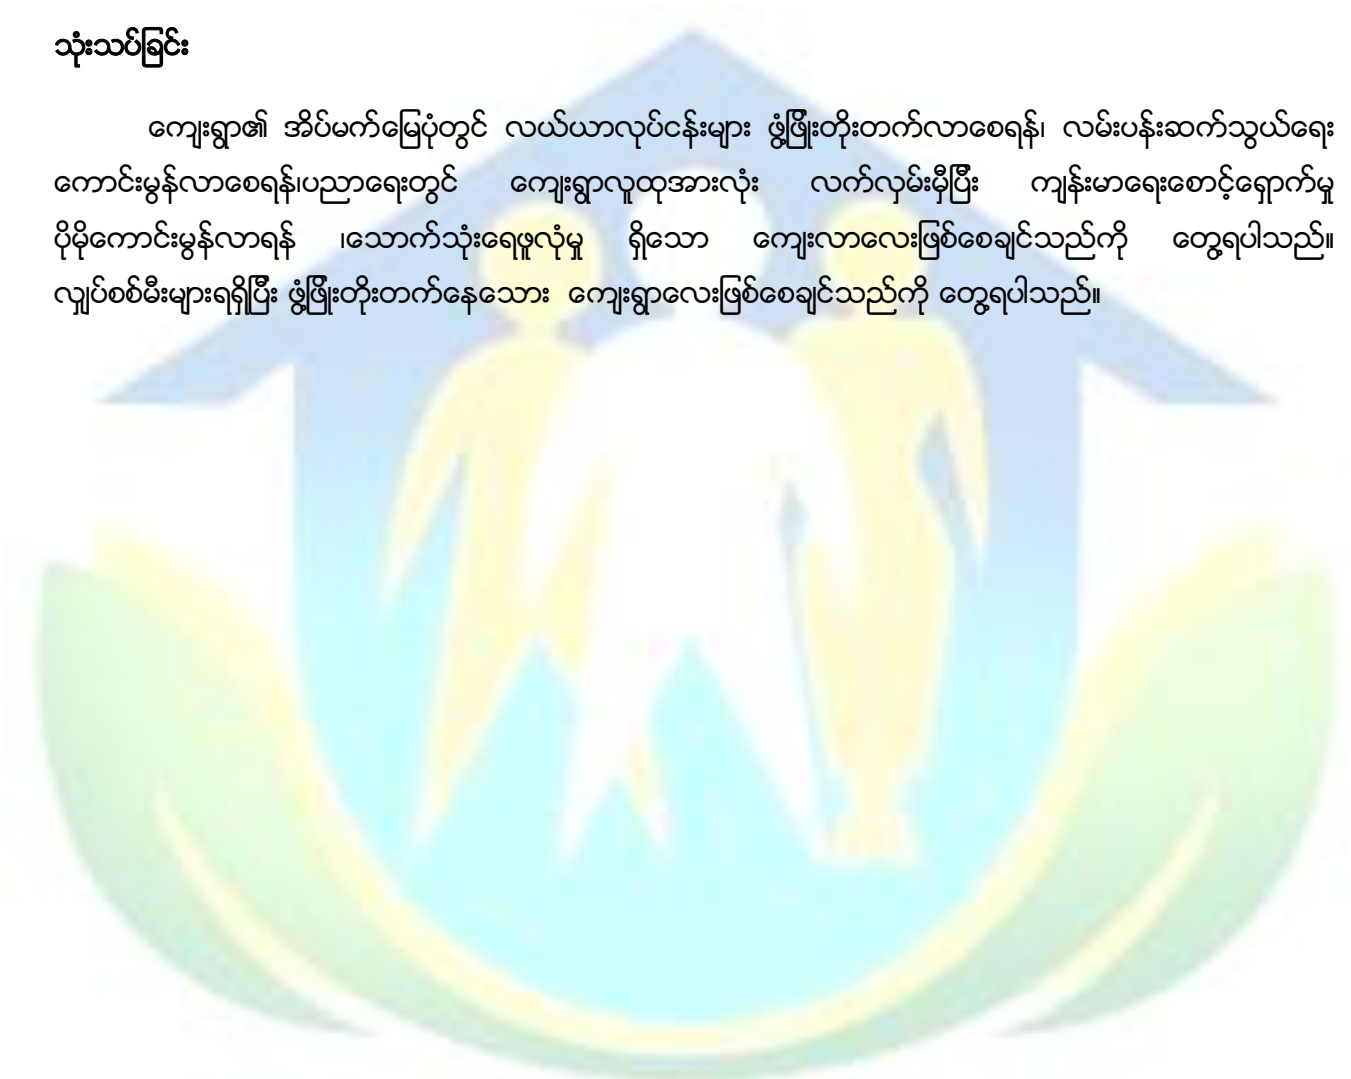 သုံးသပ်ခြင်း
ကျေးရွာ၏ အိပ်မက်မြေပုံတွင် လယ်ယာလုပ်ငန်းများ ဖွံ့ဖြိုးတိုးတက်လာစေရန်၊ လမ်းပန်းဆက်သွယ်ရေး
ကောင်းမွန်လာစေရန်၊ပညာရေးတွင် ကျေးရွာလူထုအားလုံး လက်လှမ်းမှီပြီး ကျန်းမာရေးစောင့်ရှောက်မှု
ပိုမိုကောင်းမွန်လာရန် ၊သောက်သုံးရေဖူလုံမှု ရှိသော ကျေးလာလေးဖြစ်စေချင်သည်ကို တွေ့ရပါသည်။
လျှပ်စစ်မီးများရရှိပြီး ဖွံ့ဖြိုးတိုးတက်နေသေား ကျေးရွာလေးဖြစ်စေချင်သည်ကို တွေ့ရပါသည်။